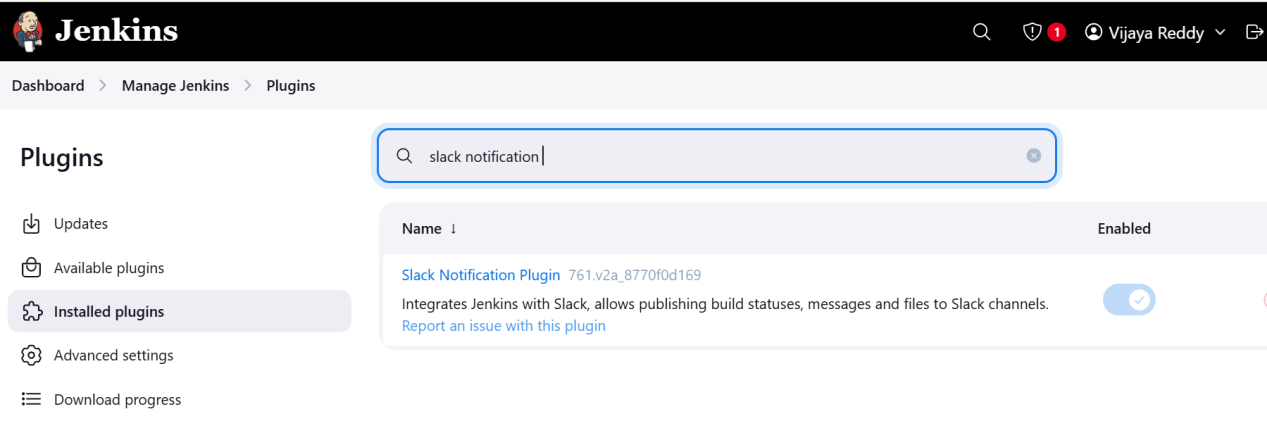 Jenkins
1
Vijaya Reddy
Dashboard > Manage Jenkins > Plugins
Plugins
slack notification
Updates
Available plugins
Installed plugins
Advanced settings
Download progress
Name ↓ Enabled
Slack Notification Plugin 761.v2a_8770f0d169
Integrates Jenkins with Slack, allows publishing build statuses, messages and files to Slack channels.
Report an issue with this plugin